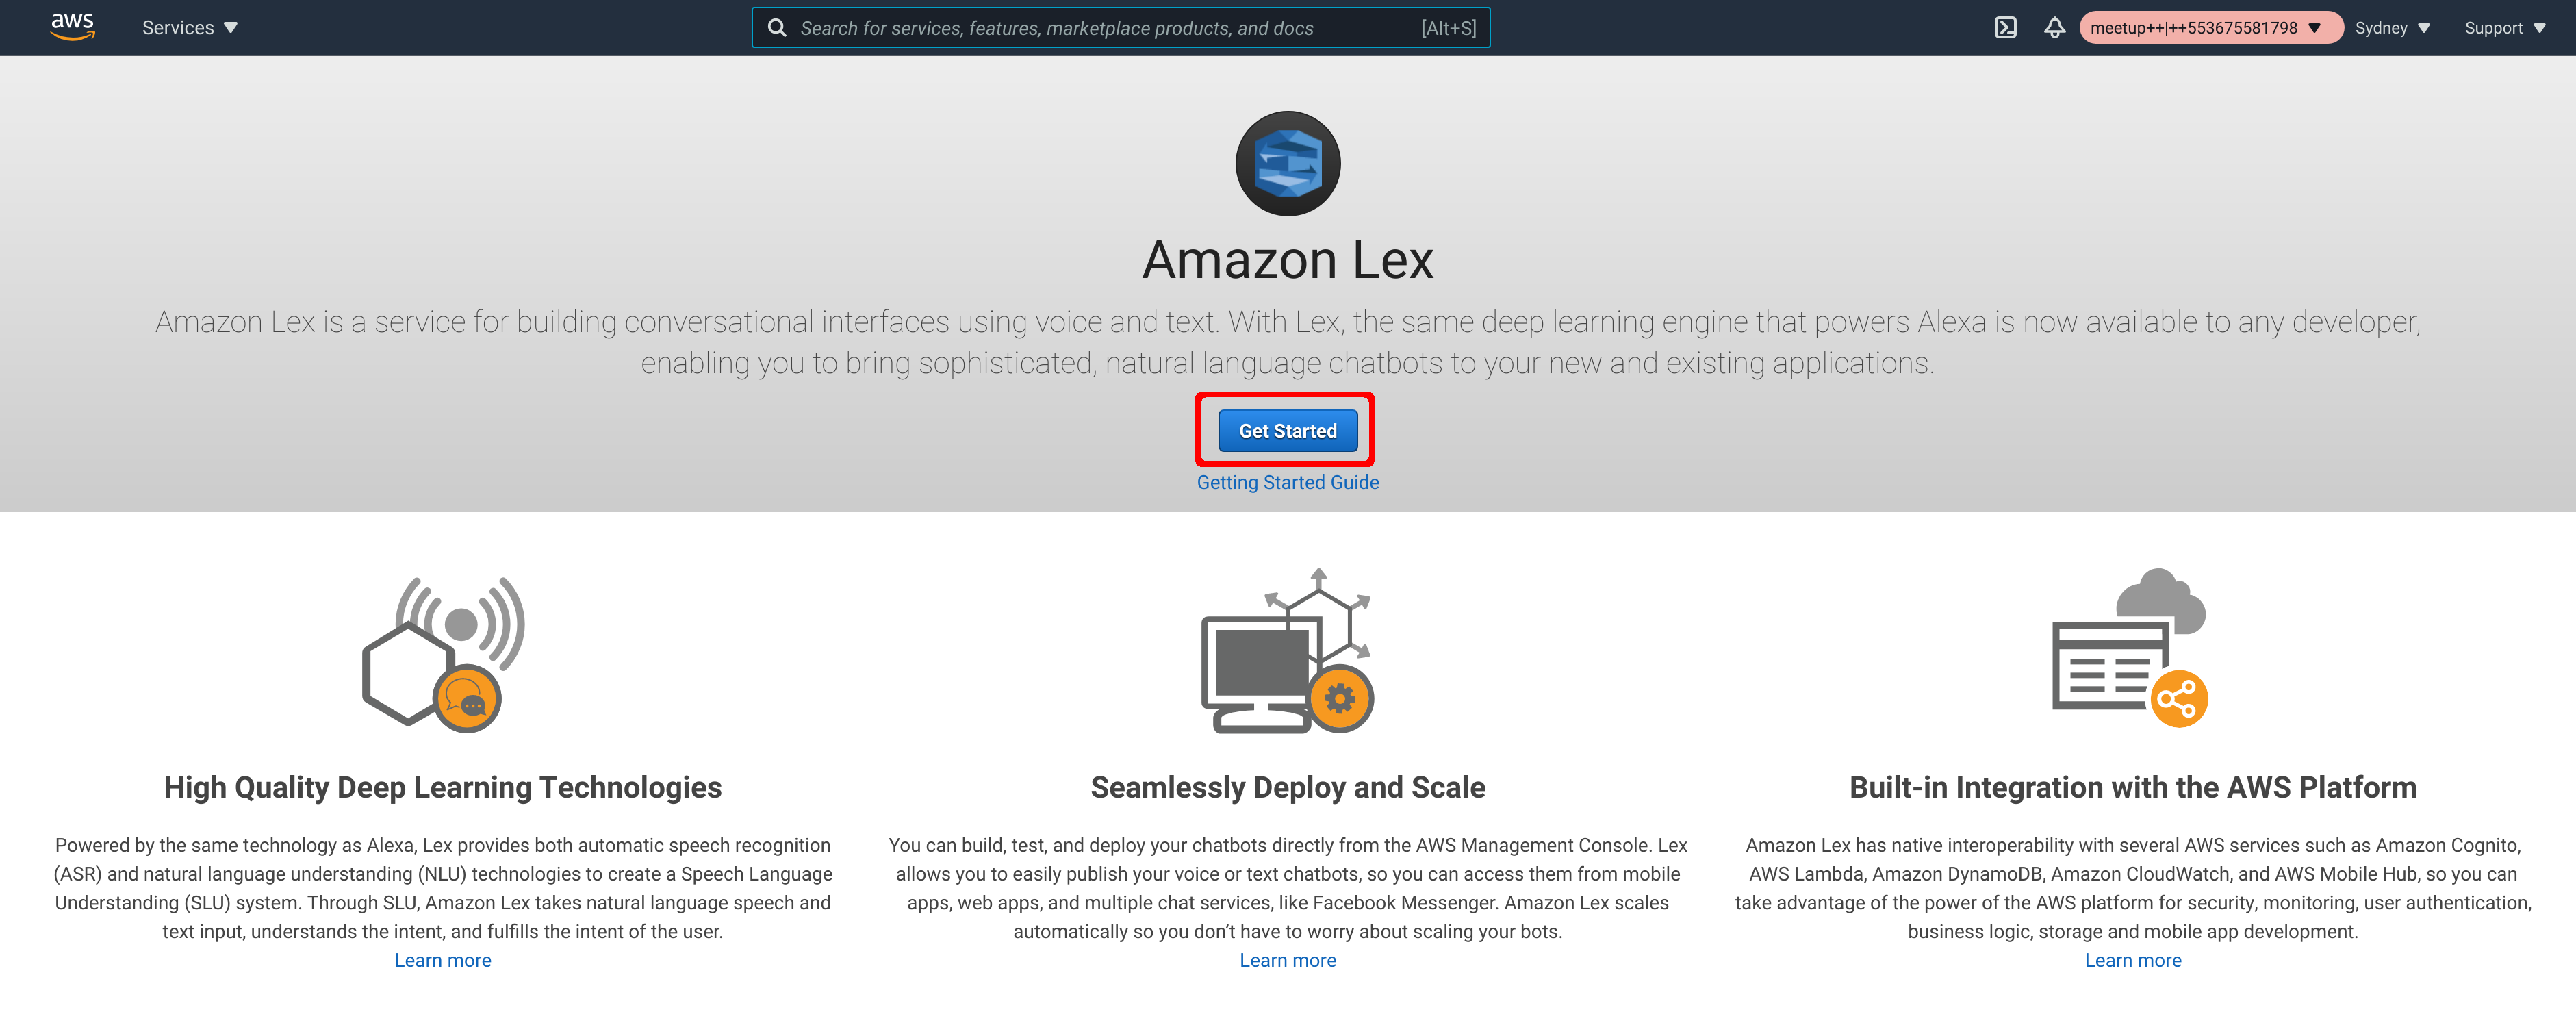 aws
Services
Search for services, features, marketplace products, and docs [Alt+S]
meetup++|++553675581798
Sydney
Support
Amazon Lex
Amazon Lex is a service for building conversational interfaces using voice and text. With Lex, the same deep learning engine that powers Alexa is now available to any developer,
enabling you to bring sophisticated, natural language chatbots to your new and existing applications.
Get Started
Getting Started Guide
High Quality Deep Learning Technologies
Powered by the same technology as Alexa, Lex provides both automatic speech recognition
(ASR) and natural language understanding (NLU) technologies to create a Speech Language
Understanding (SLU) system. Through SLU, Amazon Lex takes natural language speech and
text input, understands the intent, and fulfills the intent of the user.
Learn more
Seamlessly Deploy and Scale
You can build, test, and deploy your chatbots directly from the AWS Management Console. Lex
allows you to easily publish your voice or text chatbots, so you can access them from mobile
apps, web apps, and multiple chat services, like Facebook Messenger. Amazon Lex scales
automatically so you don’t have to worry about scaling your bots.
Learn more
Built-in Integration with the AWS Platform
Amazon Lex has native interoperability with several AWS services such as Amazon Cognito,
AWS Lambda, Amazon DynamoDB, Amazon CloudWatch, and AWS Mobile Hub, so you can
take advantage of the power of the AWS platform for security, monitoring, user authentication,
business logic, storage and mobile app development.
Learn more